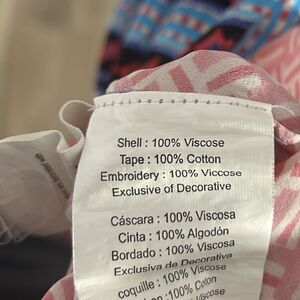 Shell : 100% Viscose
Tape : 100% Cotton
Embroidery : 100% Viccose
Exclusive of Decorative
Cáscara : 100% Viscosa
Cinta : 100% Algodón
Bordado : 100% Viscosa
Exclusiva de Decorativa
coquille : 100% Viscose
: 100% Coton